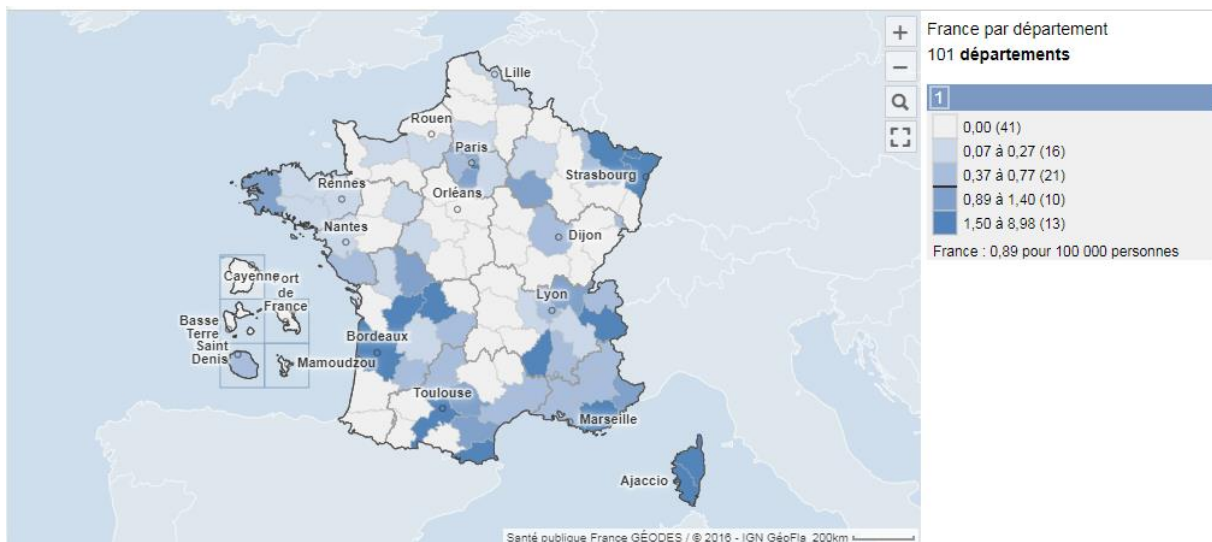 Lille
Rouen
Paris
Strasbourg
Rennes
Orléans
Nantes
Dijon
Cayenne
ort
de
France
Lyon
Basse
Terre
Saint
Denis
Bordeaux
Mamoudzou
Toulouse
Marseille
Ajaccio
Santé publique France GÉODES / © 2016 - IGN GéoFla 200km
+
−
France par département
101 départements
1
0,00 (41)
0,07 à 0,27 (16)
0,37 à 0,77 (21)
0,89 à 1,40 (10)
1,50 à 8,98 (13)
France : 0,89 pour 100 000 personnes